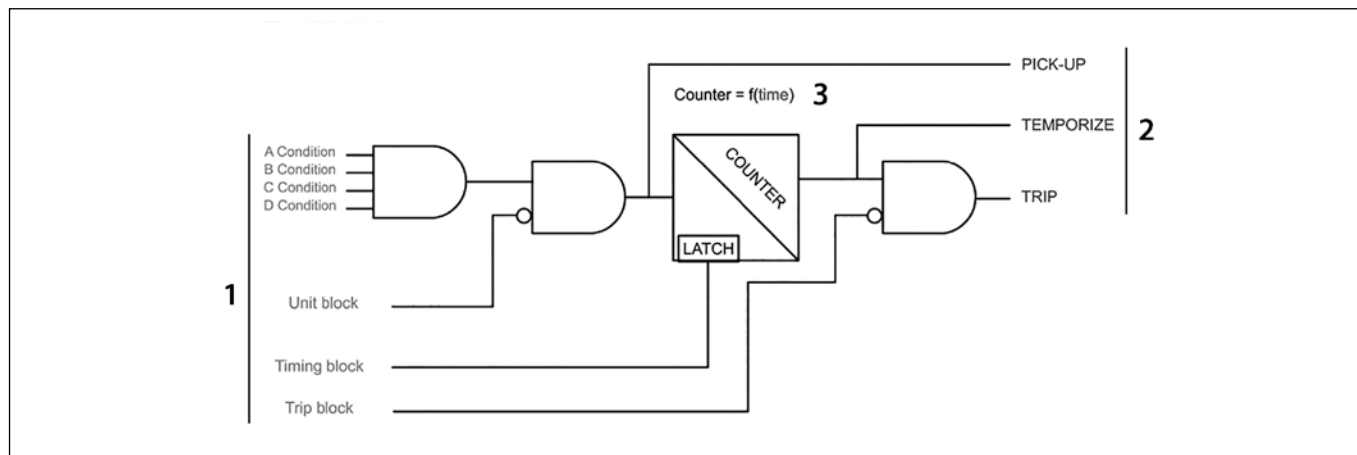 PICK-UP
Counter = f(time) 3
TEMPORIZE
2
A Condition
B Condition
C Condition
D Condition
COUNTER
TRIP
LATCH
1
Unit block
Timing block
Trip block